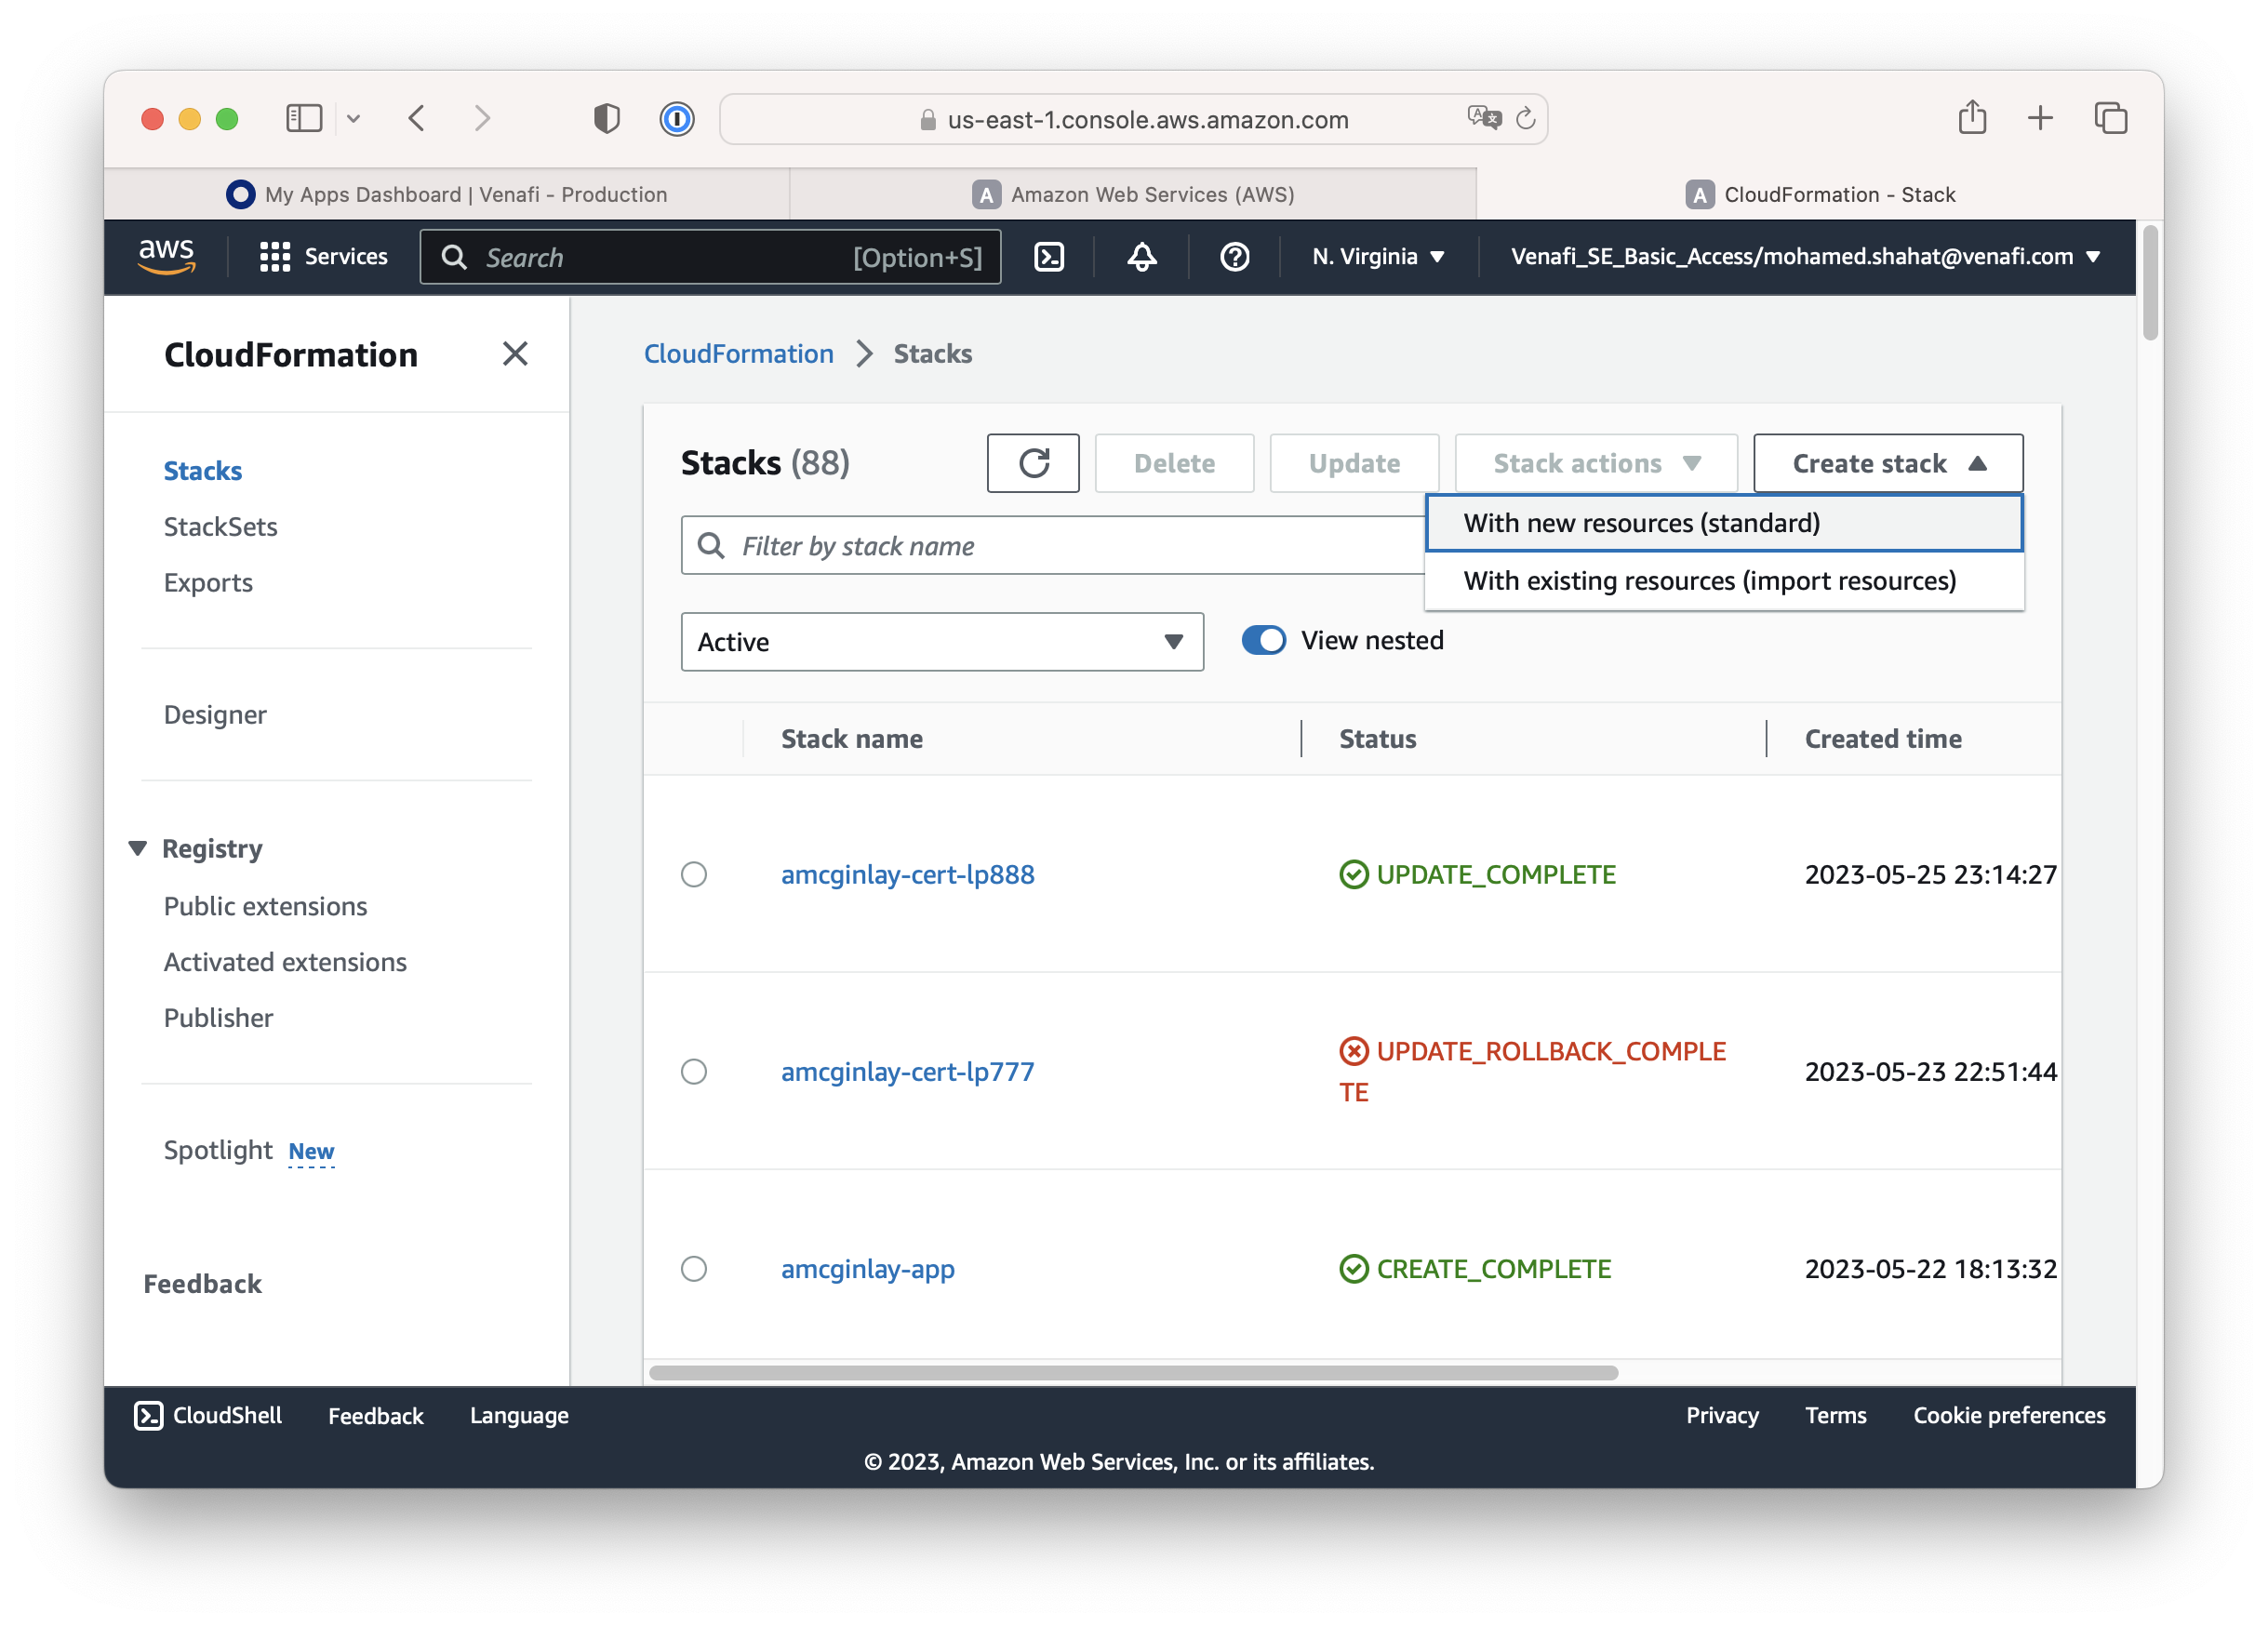 us-east-1.console.aws.amazon.com
My Apps Dashboard | Venafi - Production
A Amazon Web Services (AWS)
A CloudFormation - Stack
aws
Services
Search [Option+S]
N. Virginia
Venafi_SE_Basic_Access/mohamed.shahat@venafi.com
CloudFormation
Stacks
StackSets
Exports
Designer
Registry
Public extensions
Activated extensions
Publisher
Spotlight New
Feedback
CloudFormation > Stacks
Stacks (88)
Delete
Update
Stack actions
Create stack
With new resources (standard)
With existing resources (import resources)
Filter by stack name
Active
View nested
Stack name Status Created time
amcginlay-cert-lp888 UPDATE_COMPLETE 2023-05-25 23:14:27
amcginlay-cert-lp777 UPDATE_ROLLBACK_COMPLE
TE 2023-05-23 22:51:44
amcginlay-app CREATE_COMPLETE 2023-05-22 18:13:32
CloudShell Feedback Language
Privacy Terms Cookie preferences
© 2023, Amazon Web Services, Inc. or its affiliates.